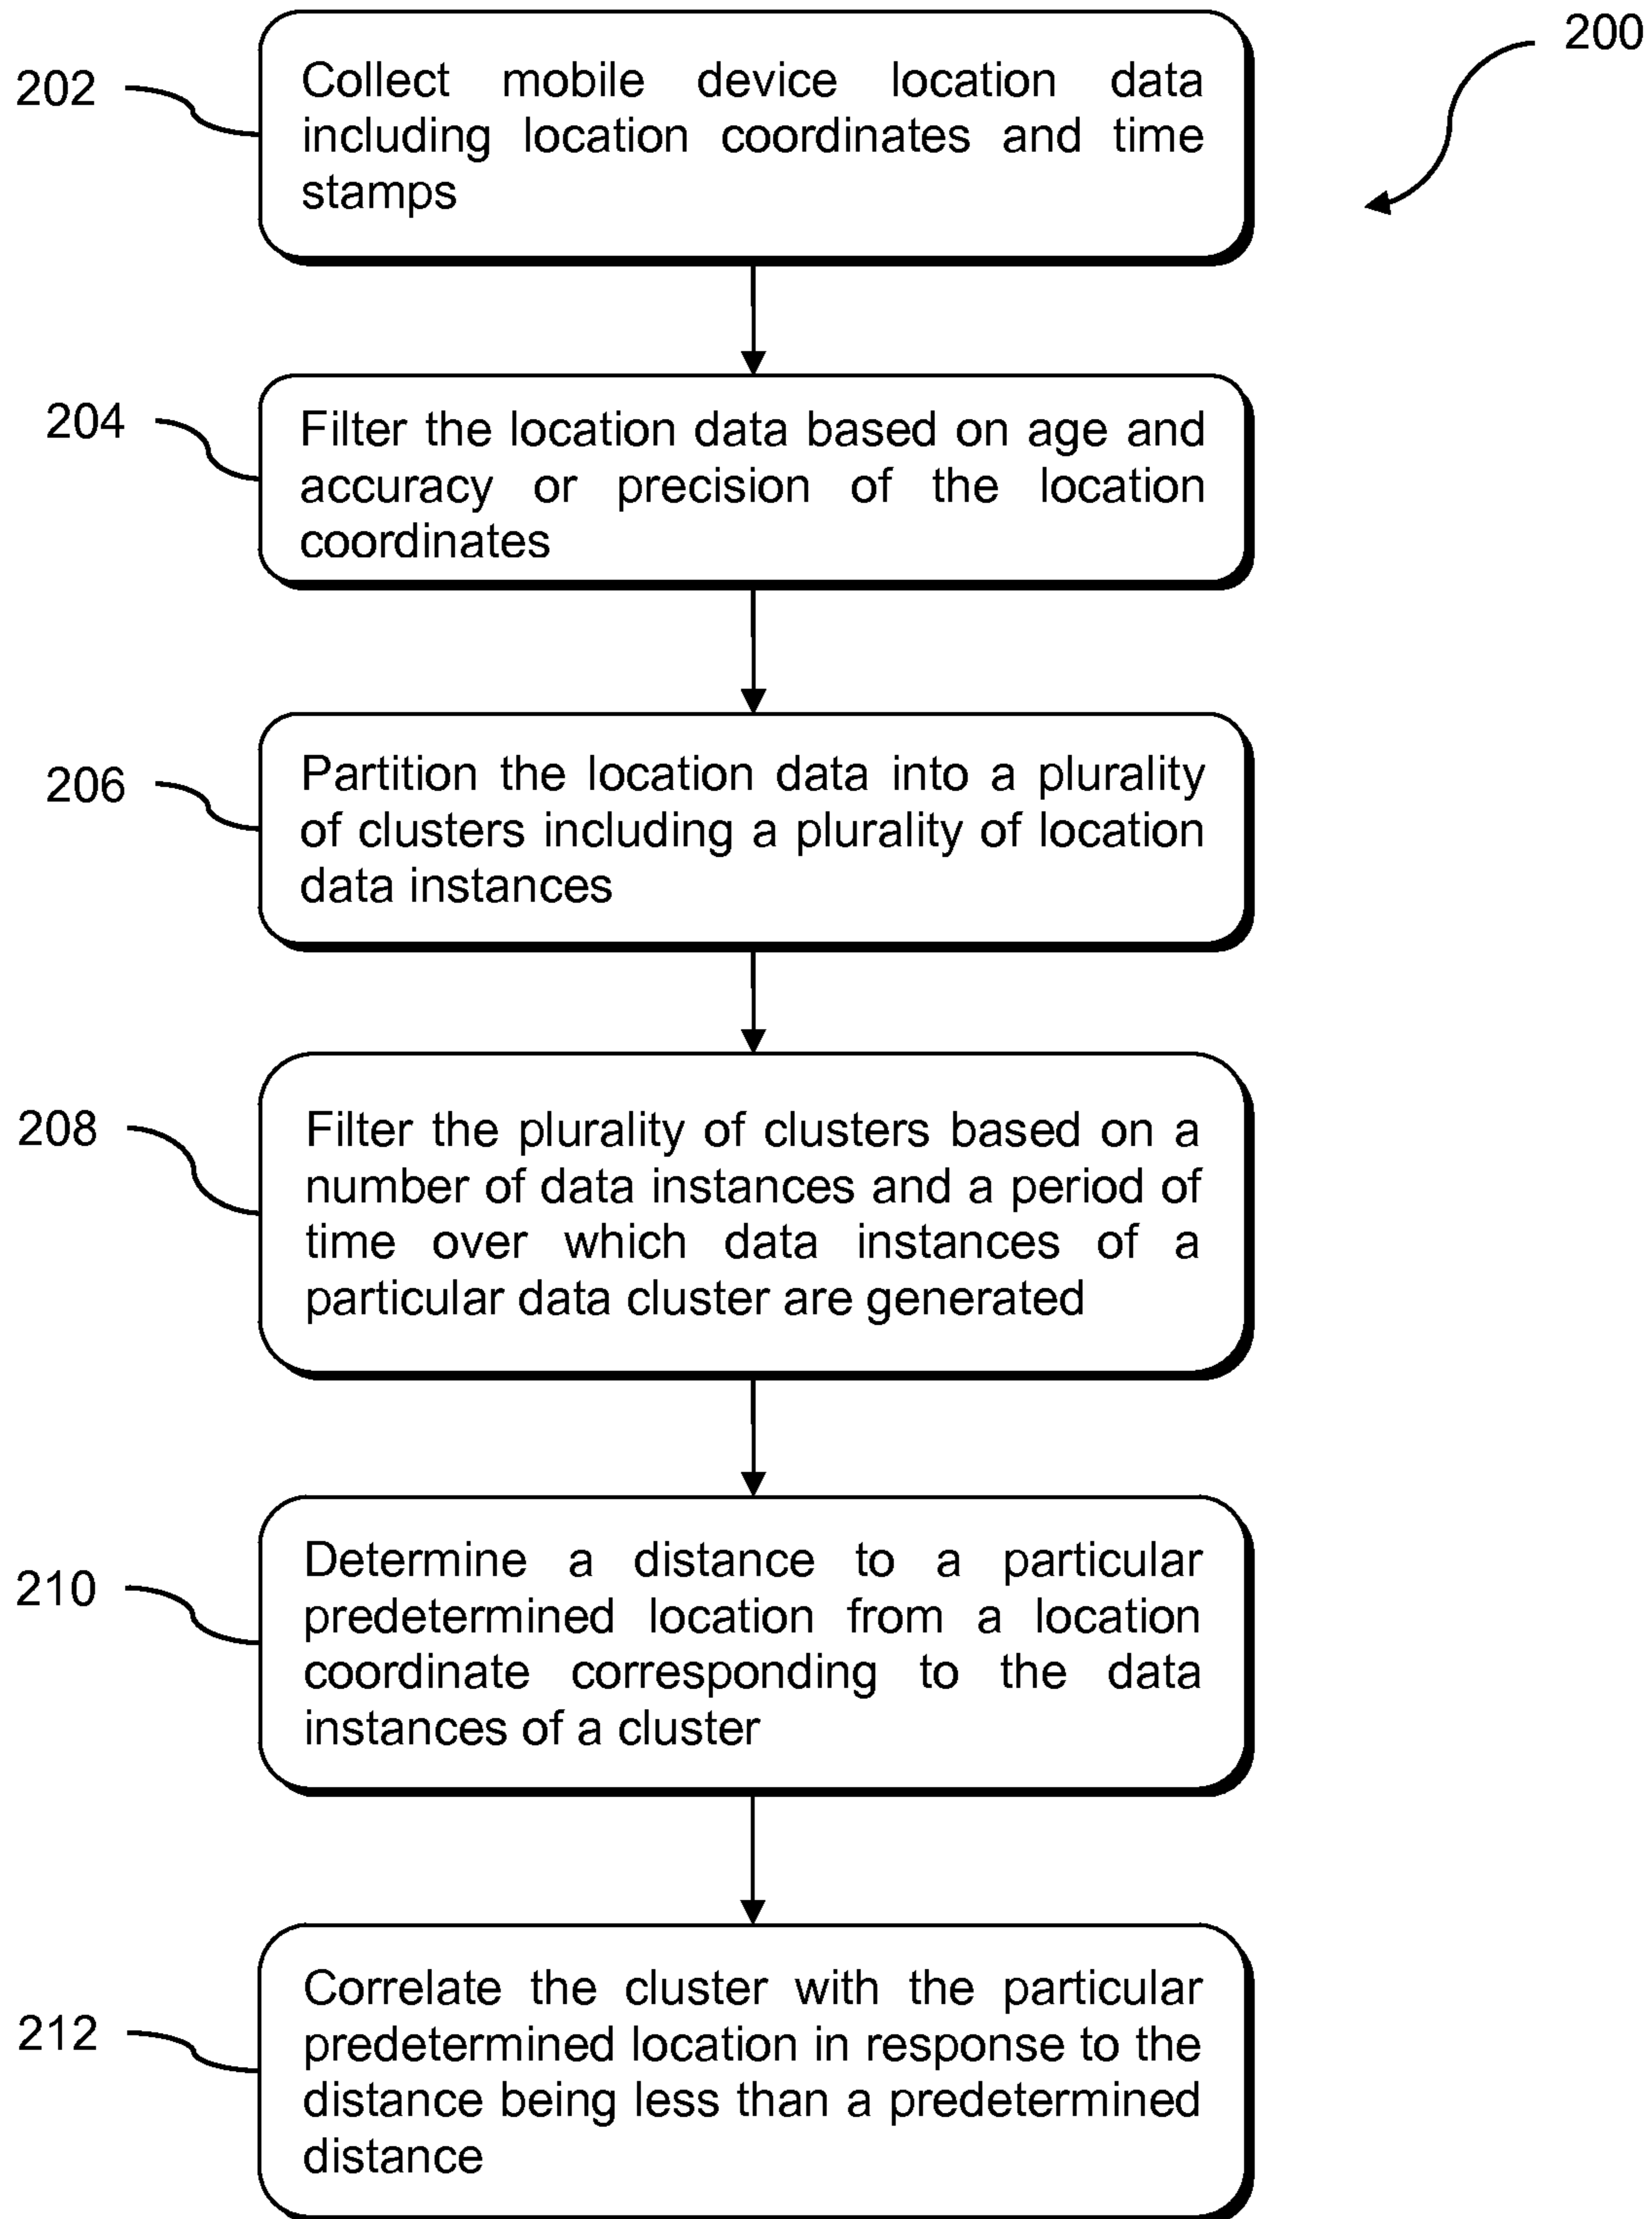 200
202
Collect mobile device location data
including location coordinates and time
stamps
204
Filter the location data based on age and
accuracy or precision of the location
coordinates
206
Partition the location data into a plurality
of clusters including a plurality of location
data instances
208
Filter the plurality of clusters based on a
number of data instances and a period of
time over which data instances of a
particular data cluster are generated
210
Determine a distance to a particular
predetermined location from a location
coordinate corresponding to the data
instances of a cluster
212
Correlate the cluster with the particular
predetermined location in response to the
distance being less than a predetermined
distance